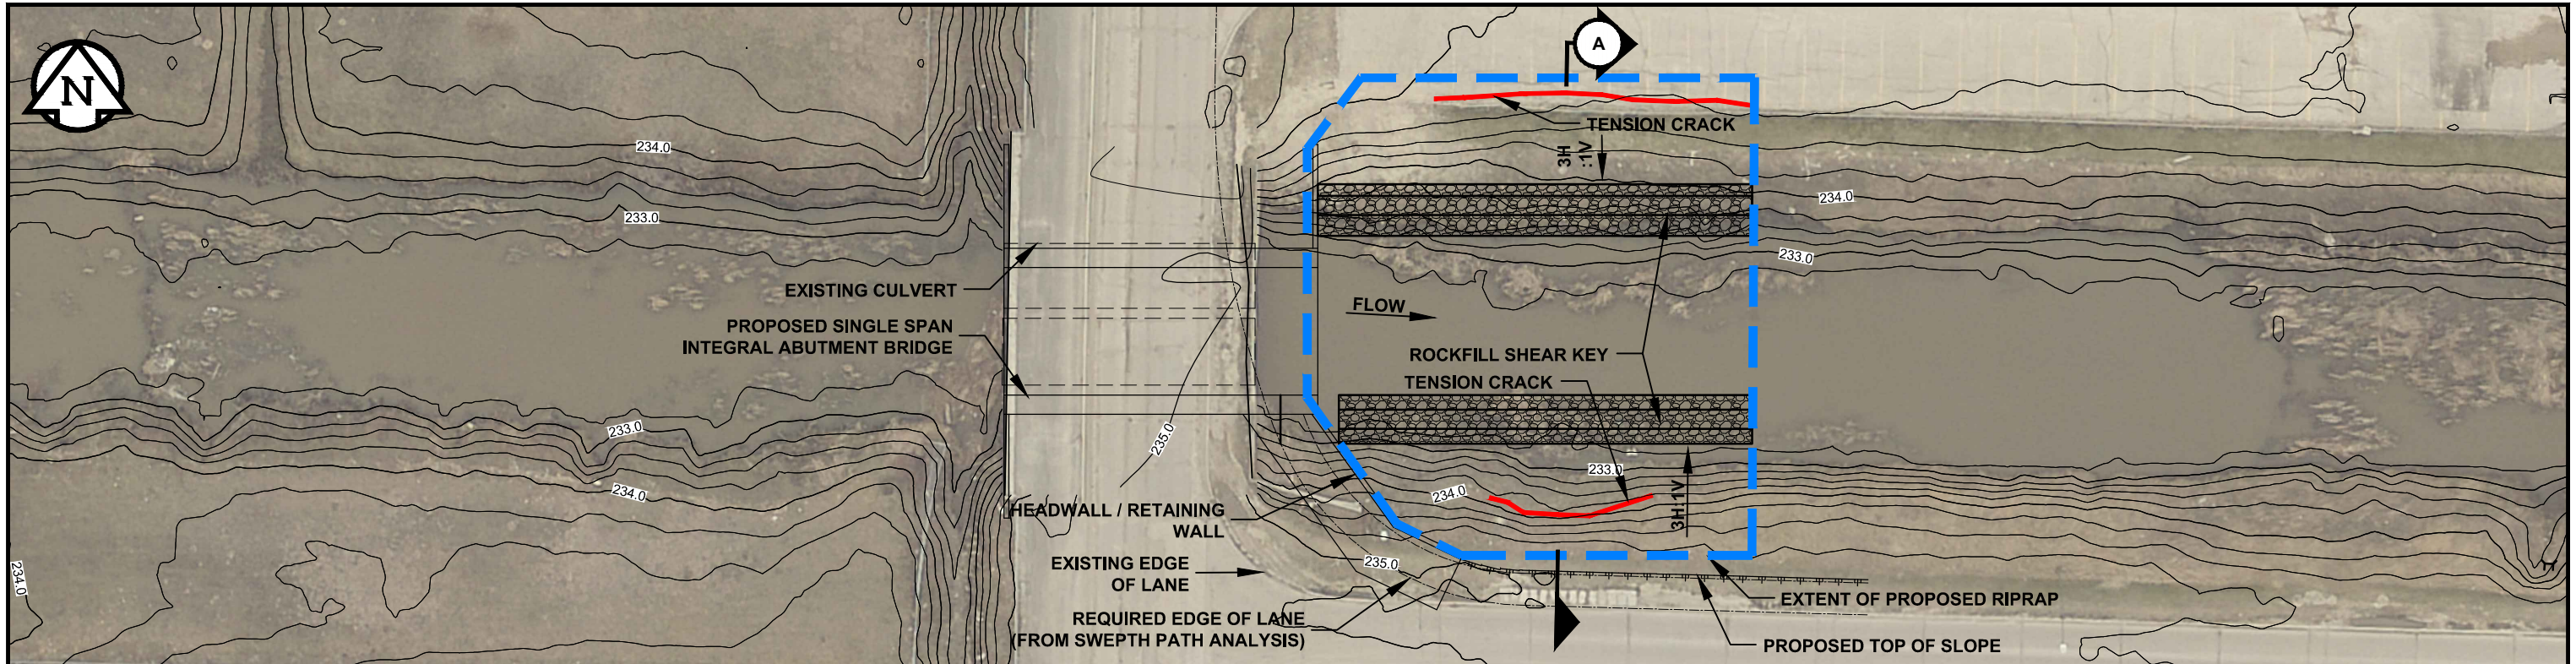 N
A
TENSION CRACK
3H
:1V
234.0
234.0
233.0
233.0
EXISTING CULVERT
PROPOSED SINGLE SPAN
INTEGRAL ABUTMENT BRIDGE
FLOW
ROCKFILL SHEAR KEY
TENSION CRACK
233.0
235.0
233.0
234.0
234.0
3H:1V
HEADWALL / RETAINING
WALL
EXISTING EDGE
OF LANE
235.0
234.0
REQUIRED EDGE OF LANE
(FROM SWEPTH PATH ANALYSIS)
EXTENT OF PROPOSED RIPRAP
PROPOSED TOP OF SLOPE